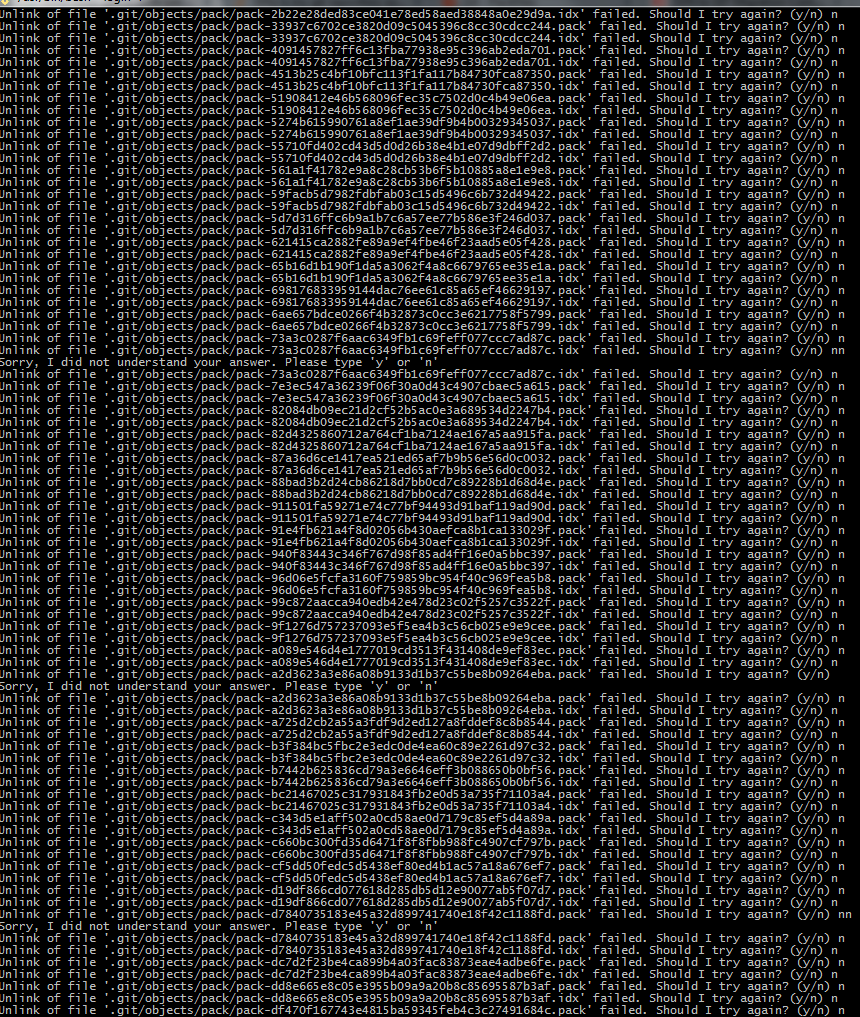 /usr/bin/bash --login -i
Unlink of file '.git/objects/pack/pack-2b22e28ded83ce041e78ed58aed38848a0e29d9a.idx' failed. Should I try again? (y/n) n
Unlink of file '.git/objects/pack/pack-33937c6702ce3820d09c5045396c8cc30cdcc244.pack' failed. Should I try again? (y/n) n
Unlink of file '.git/objects/pack/pack-33937c6702ce3820d09c5045396c8cc30cdcc244.idx' failed. Should I try again? (y/n) n
Unlink of file '.git/objects/pack/pack-4091457827ff6c13fba77938e95c396ab2eda701.pack' failed. Should I try again? (y/n) n
Unlink of file '.git/objects/pack/pack-4091457827ff6c13fba77938e95c396ab2eda701.idx' failed. Should I try again? (y/n) n
Unlink of file '.git/objects/pack/pack-4513b25c4bf10bfc113f1fa117b84730fca87350.pack' failed. Should I try again? (y/n) n
Unlink of file '.git/objects/pack/pack-4513b25c4bf10bfc113f1fa117b84730fca87350.idx' failed. Should I try again? (y/n) n
Unlink of file '.git/objects/pack/pack-51908412e46b568096fec35c7502d0c4b49e06ea.pack' failed. Should I try again? (y/n) n
Unlink of file '.git/objects/pack/pack-51908412e46b568096fec35c7502d0c4b49e06ea.idx' failed. Should I try again? (y/n) n
Unlink of file '.git/objects/pack/pack-5274b615990761a8ef1ae39df9b4b00329345037.pack' failed. Should I try again? (y/n) n
Unlink of file '.git/objects/pack/pack-5274b615990761a8ef1ae39df9b4b00329345037.idx' failed. Should I try again? (y/n) n
Unlink of file '.git/objects/pack/pack-55710fd402cd43d5d0d26b38e4b1e07d9dbff2d2.pack' failed. Should I try again? (y/n) n
Unlink of file '.git/objects/pack/pack-55710fd402cd43d5d0d26b38e4b1e07d9dbff2d2.idx' failed. Should I try again? (y/n) n
Unlink of file '.git/objects/pack/pack-561a1f41782e9a8c28cb53b6f5b10885a8e1e9e8.pack' failed. Should I try again? (y/n) n
Unlink of file '.git/objects/pack/pack-561a1f41782e9a8c28cb53b6f5b10885a8e1e9e8.idx' failed. Should I try again? (y/n) n
Unlink of file '.git/objects/pack/pack-59facb5d7982fdbfab03c15d5496c6b732d49422.pack' failed. Should I try again? (y/n) n
Unlink of file '.git/objects/pack/pack-59facb5d7982fdbfab03c15d5496c6b732d49422.idx' failed. Should I try again? (y/n) n
Unlink of file '.git/objects/pack/pack-5d7d316ffc6b9a1b7c6a57ee77b586e3f246d037.pack' failed. Should I try again? (y/n) n
Unlink of file '.git/objects/pack/pack-5d7d316ffc6b9a1b7c6a57ee77b586e3f246d037.idx' failed. Should I try again? (y/n) n
Unlink of file '.git/objects/pack/pack-621415ca2882fe89a9ef4fbe46f23aad5e05f428.pack' failed. Should I try again? (y/n) n
Unlink of file '.git/objects/pack/pack-621415ca2882fe89a9ef4fbe46f23aad5e05f428.idx' failed. Should I try again? (y/n) n
Unlink of file '.git/objects/pack/pack-65b16d1b190f1da5a3062f4a8c6679765ee35e1a.pack' failed. Should I try again? (y/n) n
Unlink of file '.git/objects/pack/pack-65b16d1b190f1da5a3062f4a8c6679765ee35e1a.idx' failed. Should I try again? (y/n) n
Unlink of file '.git/objects/pack/pack-698176833959144dac76ee61c85a65ef46629197.pack' failed. Should I try again? (y/n) n
Unlink of file '.git/objects/pack/pack-698176833959144dac76ee61c85a65ef46629197.idx' failed. Should I try again? (y/n) n
Unlink of file '.git/objects/pack/pack-6ae657bdce0266f4b32873c0cc3e6217758f5799.pack' failed. Should I try again? (y/n) n
Unlink of file '.git/objects/pack/pack-6ae657bdce0266f4b32873c0cc3e6217758f5799.idx' failed. Should I try again? (y/n) n
Unlink of file '.git/objects/pack/pack-73a3c0287f6aac6349fb1c69feff077ccc7ad87c.pack' failed. Should I try again? (y/n) n
Unlink of file '.git/objects/pack/pack-73a3c0287f6aac6349fb1c69feff077ccc7ad87c.idx' failed. Should I try again? (y/n) nn
Sorry, I did not understand your answer. Please type 'y' or 'n'
Unlink of file '.git/objects/pack/pack-73a3c0287f6aac6349fb1c69feff077ccc7ad87c.idx' failed. Should I try again? (y/n) n
Unlink of file '.git/objects/pack/pack-7e3ec547a36239f06f30a0d43c4907cbaec5a615.pack' failed. Should I try again? (y/n) n
Unlink of file '.git/objects/pack/pack-7e3ec547a36239f06f30a0d43c4907cbaec5a615.idx' failed. Should I try again? (y/n) n
Unlink of file '.git/objects/pack/pack-82084db09ec21d2cf52b5ac0e3a689534d2247b4.pack' failed. Should I try again? (y/n) n
Unlink of file '.git/objects/pack/pack-82084db09ec21d2cf52b5ac0e3a689534d2247b4.idx' failed. Should I try again? (y/n) n
Unlink of file '.git/objects/pack/pack-82d4325860712a764cf1ba7124ae167a5aa915fa.pack' failed. Should I try again? (y/n) n
Unlink of file '.git/objects/pack/pack-82d4325860712a764cf1ba7124ae167a5aa915fa.idx' failed. Should I try again? (y/n) n
Unlink of file '.git/objects/pack/pack-87a36d6ce1417ea521ed65af7b9b56e56d0c0032.pack' failed. Should I try again? (y/n) n
Unlink of file '.git/objects/pack/pack-87a36d6ce1417ea521ed65af7b9b56e56d0c0032.idx' failed. Should I try again? (y/n) n
Unlink of file '.git/objects/pack/pack-88bad3b2d24cb86218d7bb0cd7c89228b1d68d4e.pack' failed. Should I try again? (y/n) n
Unlink of file '.git/objects/pack/pack-88bad3b2d24cb86218d7bb0cd7c89228b1d68d4e.idx' failed. Should I try again? (y/n) n
Unlink of file '.git/objects/pack/pack-911501fa59271e74c77bf94493d91baf119ad90d.pack' failed. Should I try again? (y/n) n
Unlink of file '.git/objects/pack/pack-911501fa59271e74c77bf94493d91baf119ad90d.idx' failed. Should I try again? (y/n) n
Unlink of file '.git/objects/pack/pack-91e4fb621a4f8d02056b430aefca8b1ca133029f.pack' failed. Should I try again? (y/n) n
Unlink of file '.git/objects/pack/pack-91e4fb621a4f8d02056b430aefca8b1ca133029f.idx' failed. Should I try again? (y/n) n
Unlink of file '.git/objects/pack/pack-940f83443c346f767d98f85ad4ff16e0a5bbc397.pack' failed. Should I try again? (y/n) n
Unlink of file '.git/objects/pack/pack-940f83443c346f767d98f85ad4ff16e0a5bbc397.idx' failed. Should I try again? (y/n) n
Unlink of file '.git/objects/pack/pack-96d06e5fcfa3160f759859bc954f40c969fea5b8.pack' failed. Should I try again? (y/n) n
Unlink of file '.git/objects/pack/pack-96d06e5fcfa3160f759859bc954f40c969fea5b8.idx' failed. Should I try again? (y/n) n
Unlink of file '.git/objects/pack/pack-99c872aacca940edb42e478d23c02f5257c3522f.pack' failed. Should I try again? (y/n) n
Unlink of file '.git/objects/pack/pack-99c872aacca940edb42e478d23c02f5257c3522f.idx' failed. Should I try again? (y/n) n
Unlink of file '.git/objects/pack/pack-9f1276d757237093e5f5ea4b3c56cb025e9e9cee.pack' failed. Should I try again? (y/n) n
Unlink of file '.git/objects/pack/pack-9f1276d757237093e5f5ea4b3c56cb025e9e9cee.idx' failed. Should I try again? (y/n) n
Unlink of file '.git/objects/pack/pack-a089e546d4e1777019cd3513f431408de9ef83ec.pack' failed. Should I try again? (y/n) n
Unlink of file '.git/objects/pack/pack-a089e546d4e1777019cd3513f431408de9ef83ec.idx' failed. Should I try again? (y/n) n
Unlink of file '.git/objects/pack/pack-a2d3623a3e86a08b9133d1b37c55be8b09264eba.pack' failed. Should I try again? (y/n)
Sorry, I did not understand your answer. Please type 'y' or 'n'
Unlink of file '.git/objects/pack/pack-a2d3623a3e86a08b9133d1b37c55be8b09264eba.pack' failed. Should I try again? (y/n) n
Unlink of file '.git/objects/pack/pack-a2d3623a3e86a08b9133d1b37c55be8b09264eba.idx' failed. Should I try again? (y/n) n
Unlink of file '.git/objects/pack/pack-a725d2cb2a55a3fdf9d2ed127a8fddef8c8b8544.pack' failed. Should I try again? (y/n) n
Unlink of file '.git/objects/pack/pack-a725d2cb2a55a3fdf9d2ed127a8fddef8c8b8544.idx' failed. Should I try again? (y/n) n
Unlink of file '.git/objects/pack/pack-b3f384bc5fbc2e3edc0de4ea60c89e2261d97c32.pack' failed. Should I try again? (y/n) n
Unlink of file '.git/objects/pack/pack-b3f384bc5fbc2e3edc0de4ea60c89e2261d97c32.idx' failed. Should I try again? (y/n) n
Unlink of file '.git/objects/pack/pack-b7442b625836cd79a3e6646eff3b088650b0bf56.pack' failed. Should I try again? (y/n) n
Unlink of file '.git/objects/pack/pack-b7442b625836cd79a3e6646eff3b088650b0bf56.idx' failed. Should I try again? (y/n) n
Unlink of file '.git/objects/pack/pack-bc21467025c317931843fb2e0d53a735f71103a4.pack' failed. Should I try again? (y/n) n
Unlink of file '.git/objects/pack/pack-bc21467025c317931843fb2e0d53a735f71103a4.idx' failed. Should I try again? (y/n) n
Unlink of file '.git/objects/pack/pack-c343d5e1aff502a0cd58ae0d7179c85ef5d4a89a.pack' failed. Should I try again? (y/n) n
Unlink of file '.git/objects/pack/pack-c343d5e1aff502a0cd58ae0d7179c85ef5d4a89a.idx' failed. Should I try again? (y/n) n
Unlink of file '.git/objects/pack/pack-c660bc300fd35d6471f8f8fbb988fc4907cf797b.pack' failed. Should I try again? (y/n) n
Unlink of file '.git/objects/pack/pack-c660bc300fd35d6471f8f8fbb988fc4907cf797b.idx' failed. Should I try again? (y/n) n
Unlink of file '.git/objects/pack/pack-cf5dd50fedc5d5438ef80ed4b1ac57a18a676ef7.pack' failed. Should I try again? (y/n) n
Unlink of file '.git/objects/pack/pack-cf5dd50fedc5d5438ef80ed4b1ac57a18a676ef7.idx' failed. Should I try again? (y/n) n
Unlink of file '.git/objects/pack/pack-d19df866cd077618d285db5d12e90077ab5f07d7.pack' failed. Should I try again? (y/n) n
Unlink of file '.git/objects/pack/pack-d19df866cd077618d285db5d12e90077ab5f07d7.idx' failed. Should I try again? (y/n) n
Unlink of file '.git/objects/pack/pack-d7840735183e45a32d899741740e18f42c1188fd.pack' failed. Should I try again? (y/n) nn
Sorry, I did not understand your answer. Please type 'y' or 'n'
Unlink of file '.git/objects/pack/pack-d7840735183e45a32d899741740e18f42c1188fd.pack' failed. Should I try again? (y/n) n
Unlink of file '.git/objects/pack/pack-d7840735183e45a32d899741740e18f42c1188fd.idx' failed. Should I try again? (y/n) n
Unlink of file '.git/objects/pack/pack-dc7d2f23be4ca899b4a03fac83873eae4adbe6fe.pack' failed. Should I try again? (y/n) n
Unlink of file '.git/objects/pack/pack-dc7d2f23be4ca899b4a03fac83873eae4adbe6fe.idx' failed. Should I try again? (y/n) n
Unlink of file '.git/objects/pack/pack-dd8e665e8c05e3955b09a9a20b8c85695587b3af.pack' failed. Should I try again? (y/n) n
Unlink of file '.git/objects/pack/pack-dd8e665e8c05e3955b09a9a20b8c85695587b3af.idx' failed. Should I try again? (y/n) n
Unlink of file '.git/objects/pack/pack-df470f167743e4815ba59345feb4c3c27491684c.pack' failed. Should I try again? (y/n) n